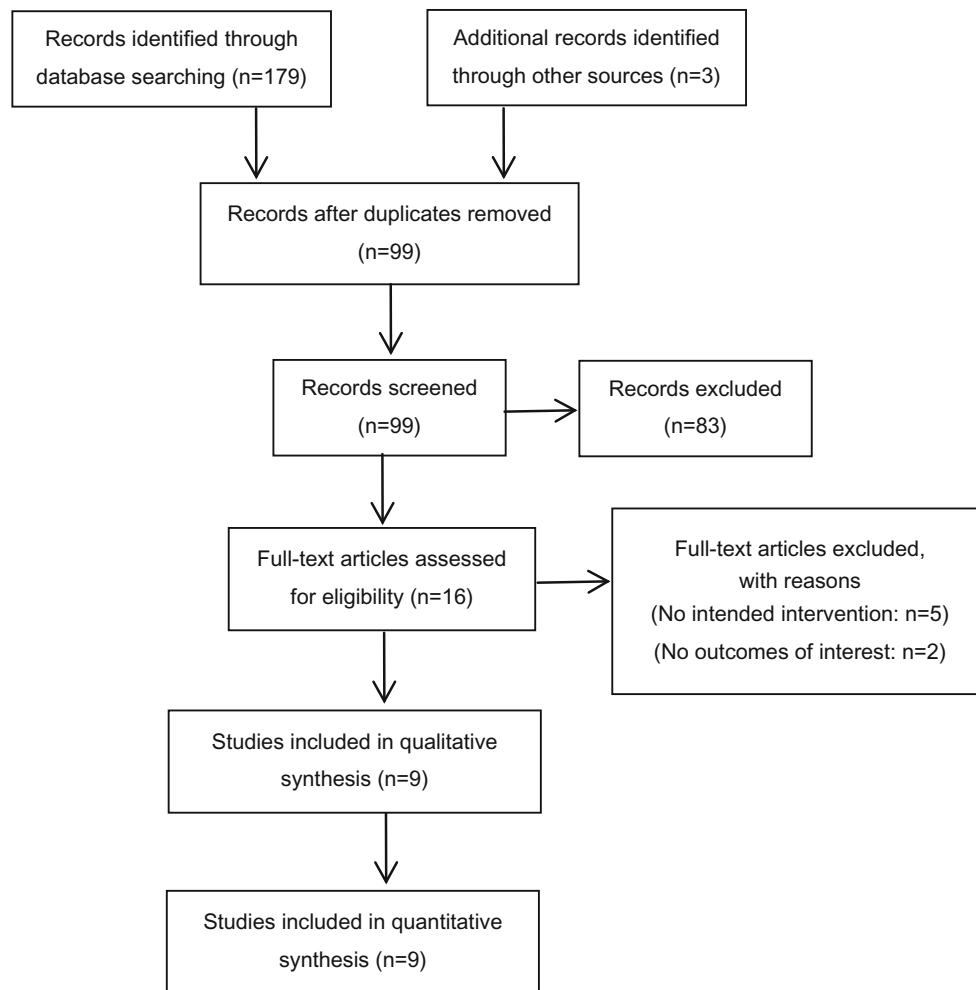 Records identified through
database searching (n=179)
Additional records identified
through other sources (n=3)
Records after duplicates removed
(n=99)
Records screened
(n=99)
Records excluded
(n=83)
Full-text articles assessed
for eligibility (n=16)
Full-text articles excluded,
with reasons
(No intended intervention: n=5)
(No outcomes of interest: n=2)
Studies included in qualitative
synthesis (n=9)
Studies included in quantitative
synthesis (n=9)